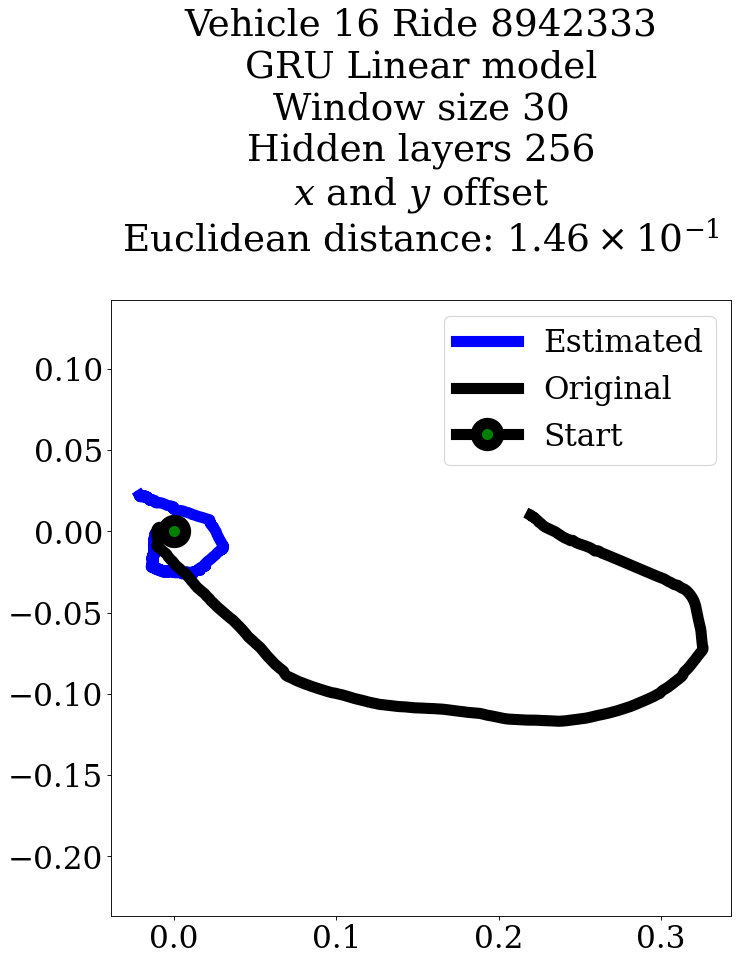 Vehicle 16 Ride 8942333
GRU Linear model
Window size 30
Hidden layers 256
x and y offset
Euclidean distance: 1.46 × 10⁻¹
Estimated
Original
Start
0.10
0.05
0.00
−0.05
−0.10
−0.15
−0.20
0.0 0.1 0.2 0.3